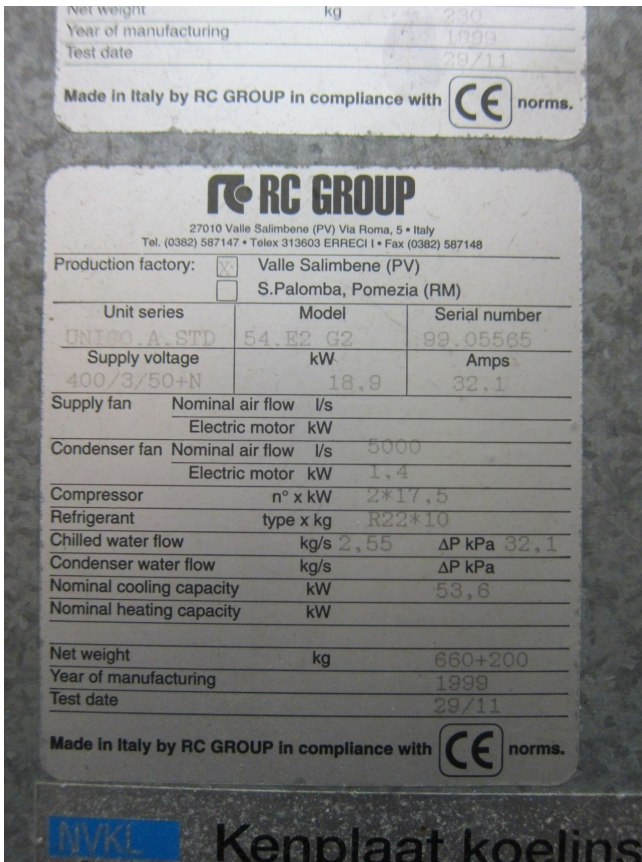 Net weight kg 230
Year of manufacturing 1999
Test date 29/11
Made in Italy by RC GROUP in compliance with CE norms.
RC GROUP
27010 Valle Salimbene (PV) Via Roma, 5 • Italy
Tel. (0382) 587147 • Telex 313603 ERRECI I • Fax (0382) 587148
Production factory: X Valle Salimbene (PV)
S.Palomba, Pomezia (RM)
Unit series Model Serial number
UNICO.A.STD 54.E2 G2 99.05565
Supply voltage kW Amps
400/3/50+N 18,9 32,1
Supply fan Nominal air flow l/s
Electric motor kW
Condenser fan Nominal air flow l/s 5000
Electric motor kW 1,4
Compressor n° x kW 2*17,5
Refrigerant type x kg R22*10
Chilled water flow kg/s 2,55 ΔP kPa 32,1
Condenser water flow kg/s ΔP kPa
Nominal cooling capacity kW 53,6
Nominal heating capacity kW
Net weight kg 660+200
Year of manufacturing 1999
Test date 29/11
Made in Italy by RC GROUP in compliance with CE norms.
NVKL Kenplaat koelins